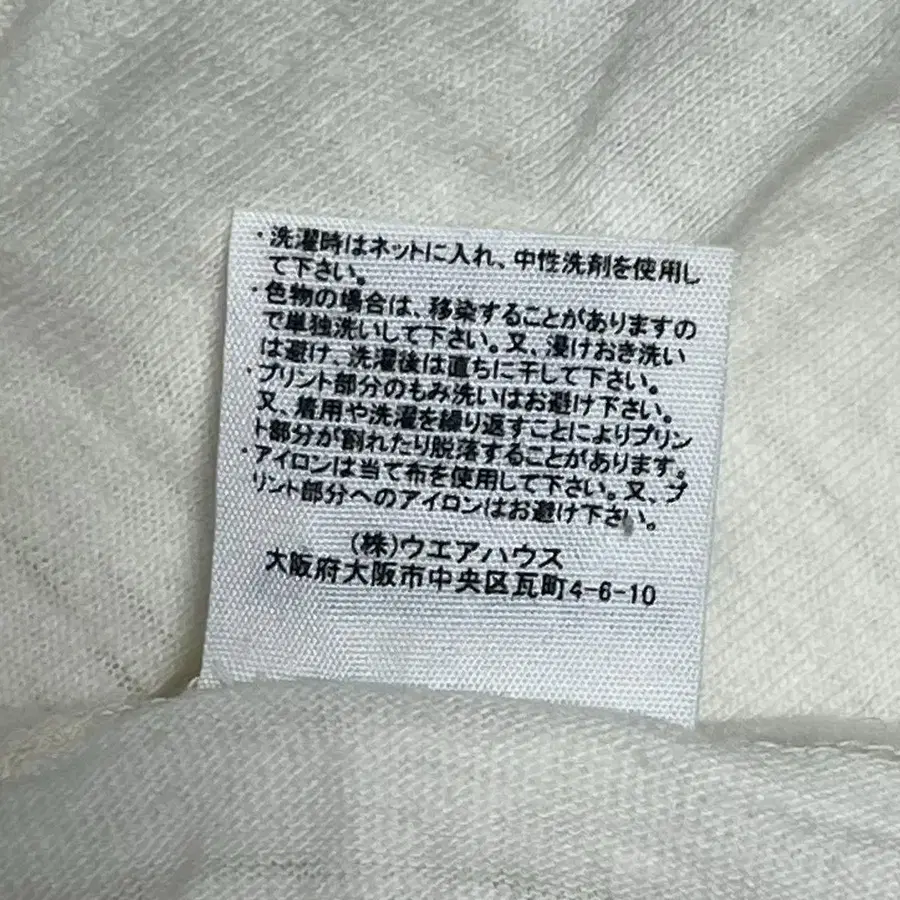 ・洗濯時はネットに入れ、中性洗剤を使用し
て下さい。
・色物の場合は、移染することがありますの
で単独洗いして下さい。又、浸けおき洗い
は避け、洗濯後は直ちに干して下さい。
・プリント部分のもみ洗いはお避け下さい。
又、着用や洗濯を繰り返すことによりプリン
ト部分が割れたり脱落することがあります。
・アイロンは当て布を使用して下さい。又、プ
リント部分へのアイロンはお避け下さい。
(株)ウエアハウス
大阪府大阪市中央区瓦町4-6-10